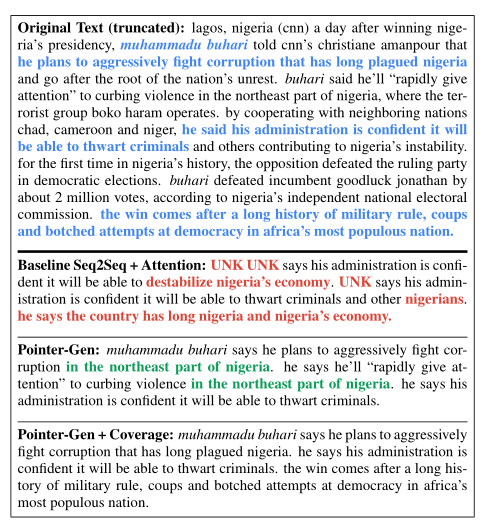 Original Text (truncated): lagos, nigeria (cnn) a day after winning nige-
ria's presidency, muhammadu buhari told cnn's christiane amanpour that
he plans to aggressively fight corruption that has long plagued nigeria
and go after the root of the nation's unrest. buhari said he'll “rapidly give
attention” to curbing violence in the northeast part of nigeria, where the ter-
rorist group boko haram operates. by cooperating with neighboring nations
chad, cameroon and niger, he said his administration is confident it will
be able to thwart criminals and others contributing to nigeria's instability.
for the first time in nigeria's history, the opposition defeated the ruling party
in democratic elections. buhari defeated incumbent goodluck jonathan by
about 2 million votes, according to nigeria's independent national electoral
commission. the win comes after a long history of military rule, coups
and botched attempts at democracy in africa's most populous nation.
Baseline Seq2Seq + Attention: UNK UNK says his administration is confi-
dent it will be able to destabilize nigeria's economy. UNK says his admin-
istration is confident it will be able to thwart criminals and other nigerians.
he says the country has long nigeria and nigeria's economy.
Pointer-Gen: muhammadu buhari says he plans to aggressively fight cor-
ruption in the northeast part of nigeria. he says he'll “rapidly give at-
tention” to curbing violence in the northeast part of nigeria. he says his
administration is confident it will be able to thwart criminals.
Pointer-Gen + Coverage: muhammadu buhari says he plans to aggressively
fight corruption that has long plagued nigeria. he says his administration is
confident it will be able to thwart criminals. the win comes after a long his-
tory of military rule, coups and botched attempts at democracy in africa's
most populous nation.